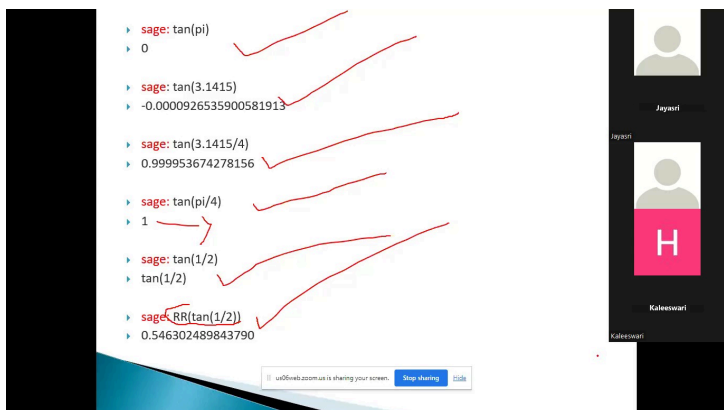 sage: tan(pi)
0
sage: tan(3.1415)
-0.0000926535900581913
sage: tan(3.1415/4)
0.999953674278156
sage: tan(pi/4)
1
sage: tan(1/2)
tan(1/2)
sage: RR(tan(1/2))
0.546302489843790
us06web.zoom.us is sharing your screen.
Stop sharing
Hide
Jayasri
Jayasri
H
Kaleeswari
Kaleeswari